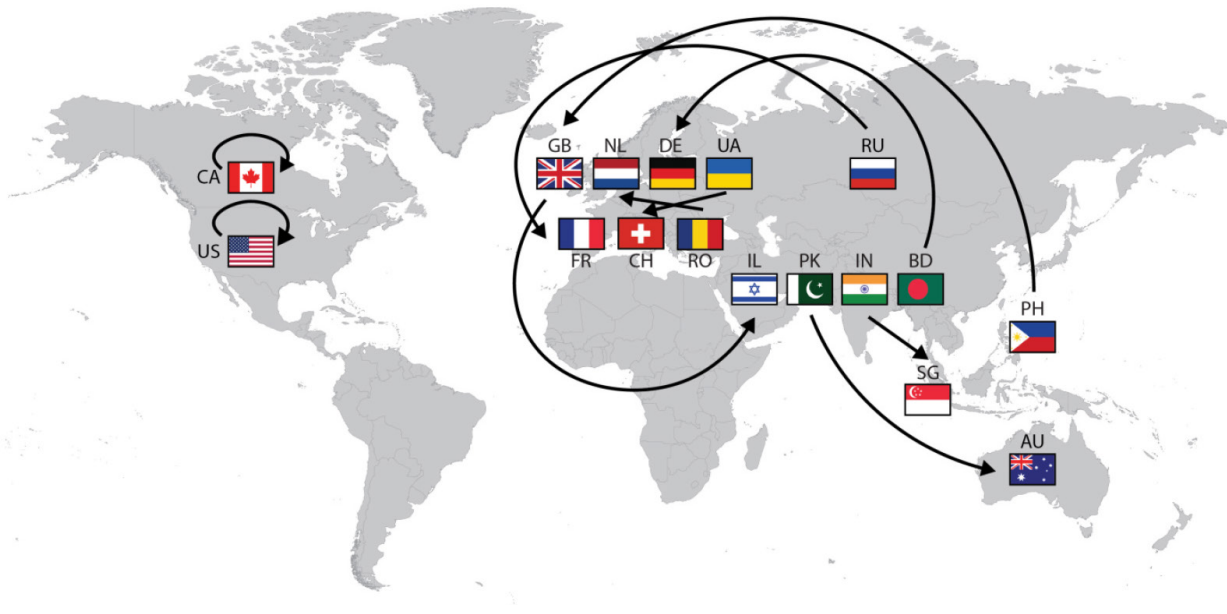 GB NL DE UA RU
CA
US
FR CH RO
IL PK IN BD
PH
SG
AU